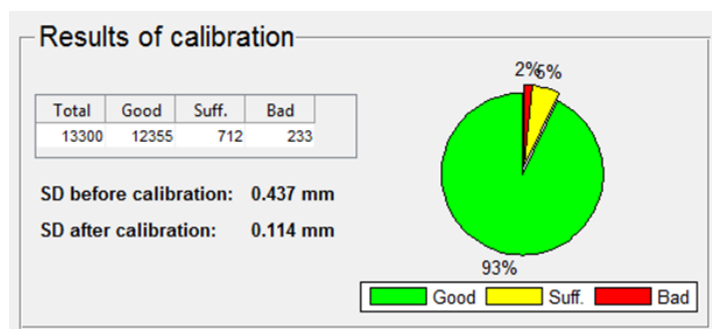 Results of calibration
Total Good Suff. Bad
13300 12355 712 233
SD before calibration: 0.437 mm
SD after calibration: 0.114 mm
2% 5%
93%
Good Suff. Bad